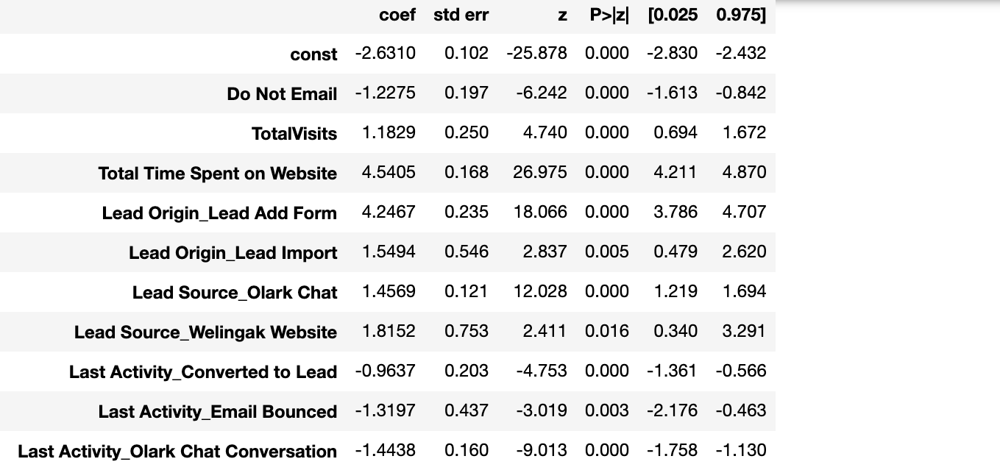 coef std err z P>|z| [0.025 0.975]
const -2.6310 0.102 -25.878 0.000 -2.830 -2.432
Do Not Email -1.2275 0.197 -6.242 0.000 -1.613 -0.842
TotalVisits 1.1829 0.250 4.740 0.000 0.694 1.672
Total Time Spent on Website 4.5405 0.168 26.975 0.000 4.211 4.870
Lead Origin_Lead Add Form 4.2467 0.235 18.066 0.000 3.786 4.707
Lead Origin_Lead Import 1.5494 0.546 2.837 0.005 0.479 2.620
Lead Source_Olark Chat 1.4569 0.121 12.028 0.000 1.219 1.694
Lead Source_Welingak Website 1.8152 0.753 2.411 0.016 0.340 3.291
Last Activity_Converted to Lead -0.9637 0.203 -4.753 0.000 -1.361 -0.566
Last Activity_Email Bounced -1.3197 0.437 -3.019 0.003 -2.176 -0.463
Last Activity_Olark Chat Conversation -1.4438 0.160 -9.013 0.000 -1.758 -1.130